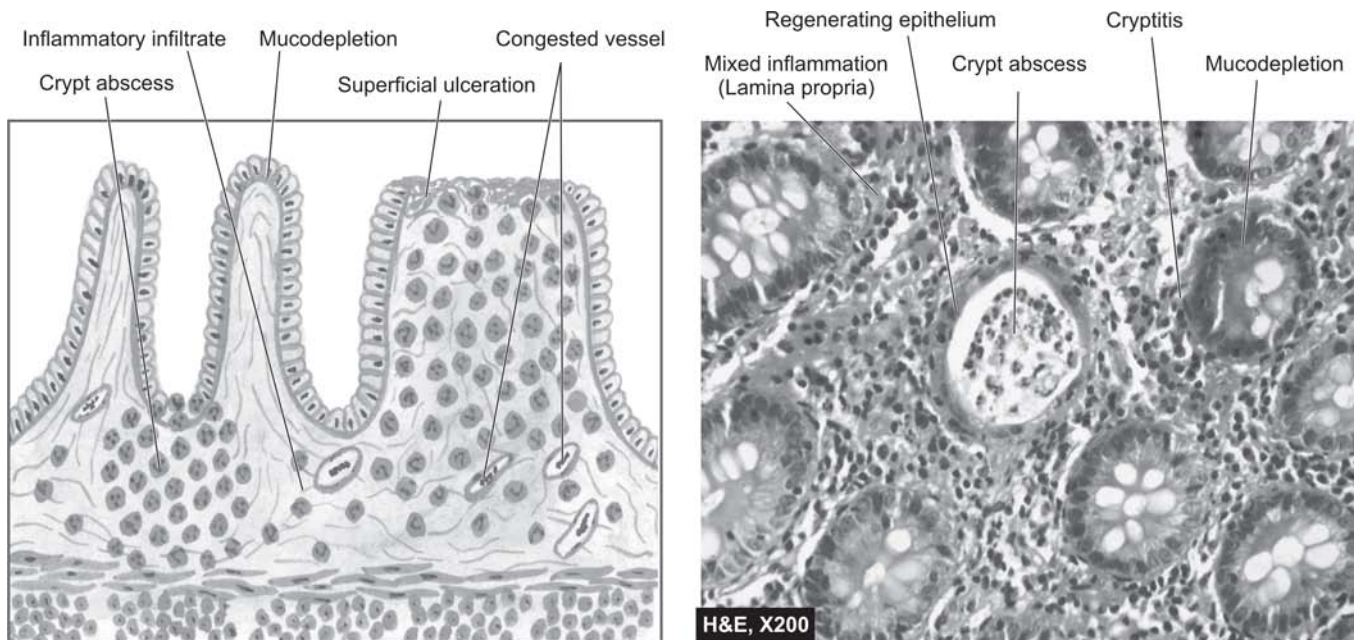 Inflammatory infiltrate
Mucodepletion
Congested vessel
Crypt abscess
Superficial ulceration
Regenerating epithelium
Cryptitis
Mixed inflammation
(Lamina propria)
Crypt abscess
Mucodepletion
H&E, X200